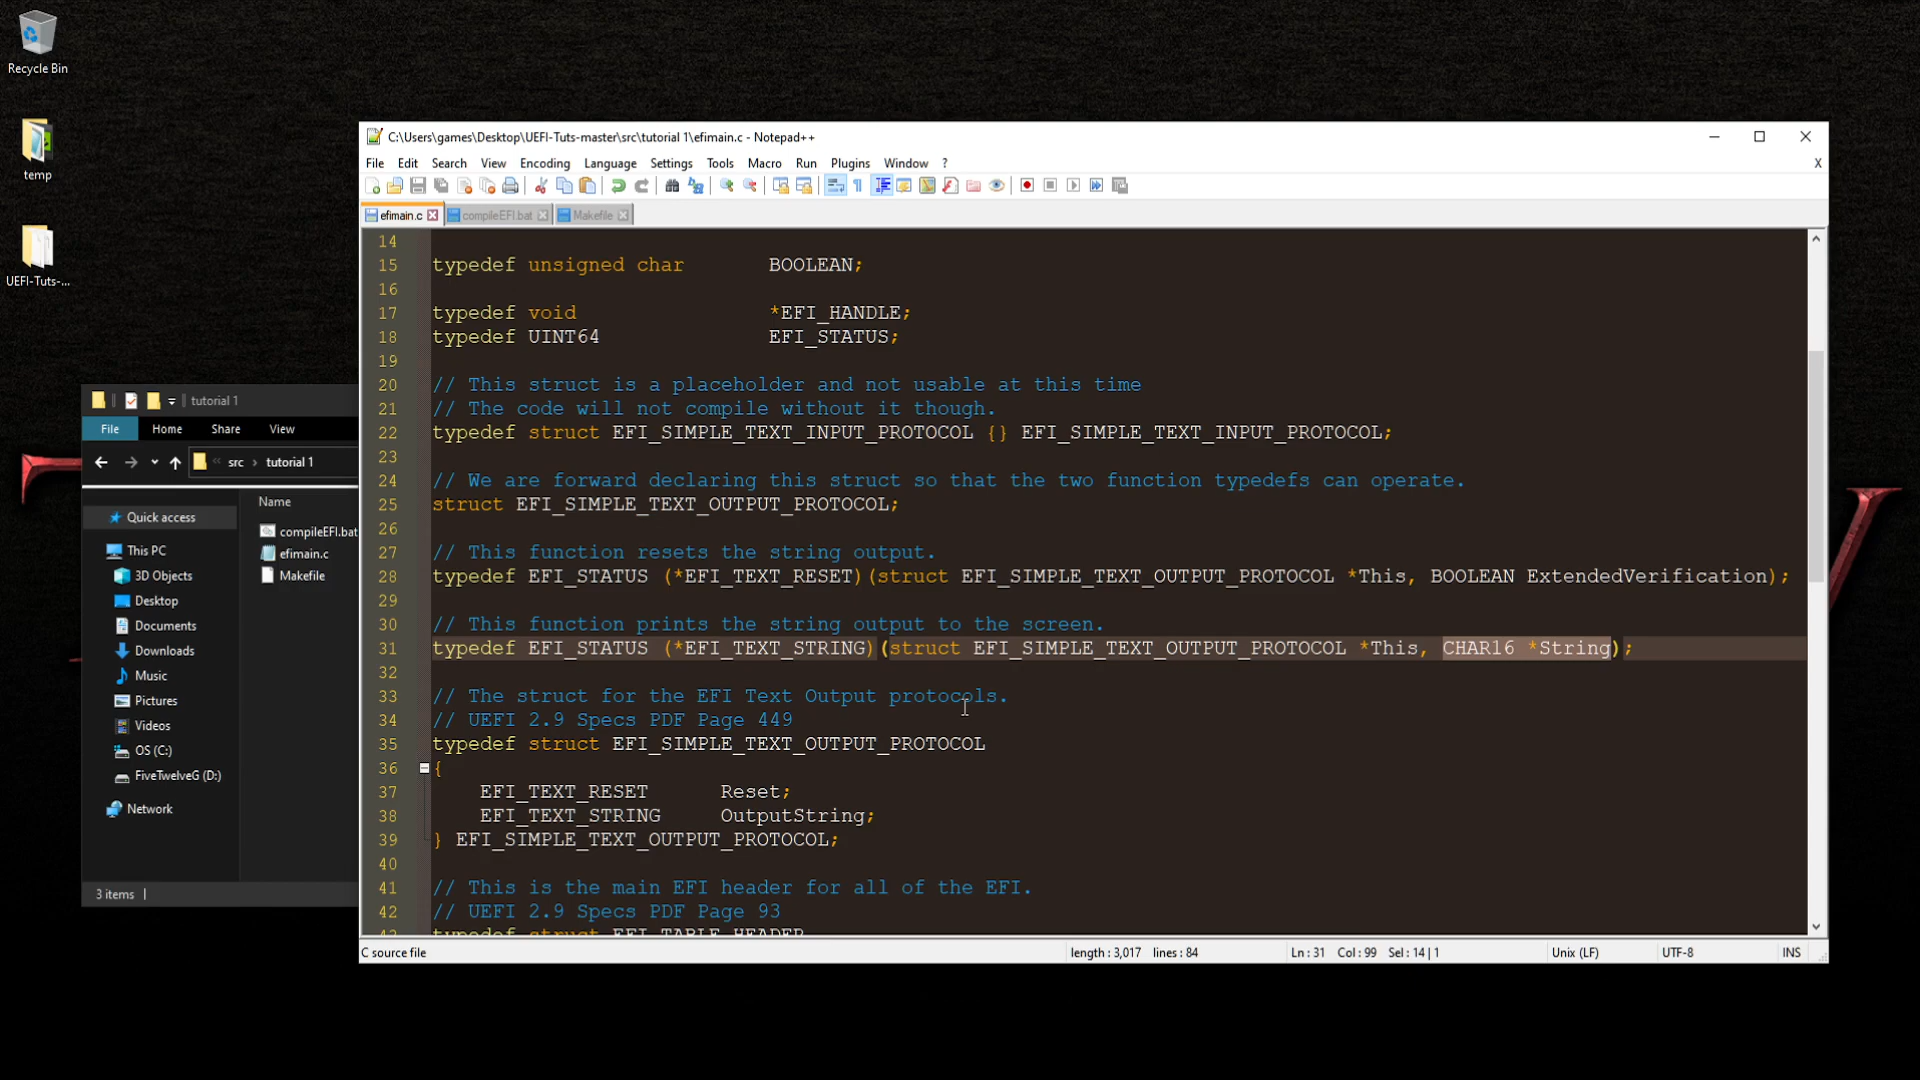 Recycle Bin
temp
UEFI-Tuts-...
tutorial 1
File Home Share View
src > tutorial 1
Quick access
This PC
3D Objects
Desktop
Documents
Downloads
Music
Pictures
Videos
OS (C:)
FiveTwelveG (D:)
Network
Name
compileEFI.bat
efimain.c
Makefile
3 items
C:\Users\games\Desktop\UEFI-Tuts-master\src\tutorial 1\efimain.c - Notepad++
File Edit Search View Encoding Language Settings Tools Macro Run Plugins Window ? X
efimain.c compileEFI.bat Makefile
14
15 typedef unsigned char BOOLEAN;
16
17 typedef void *EFI_HANDLE;
18 typedef UINT64 EFI_STATUS;
19
20 // This struct is a placeholder and not usable at this time
21 // The code will not compile without it though.
22 typedef struct EFI_SIMPLE_TEXT_INPUT_PROTOCOL {} EFI_SIMPLE_TEXT_INPUT_PROTOCOL;
23
24 // We are forward declaring this struct so that the two function typedefs can operate.
25 struct EFI_SIMPLE_TEXT_OUTPUT_PROTOCOL;
26
27 // This function resets the string output.
28 typedef EFI_STATUS (*EFI_TEXT_RESET)(struct EFI_SIMPLE_TEXT_OUTPUT_PROTOCOL *This, BOOLEAN ExtendedVerification);
29
30 // This function prints the string output to the screen.
31 typedef EFI_STATUS (*EFI_TEXT_STRING)(struct EFI_SIMPLE_TEXT_OUTPUT_PROTOCOL *This, CHAR16 *String);
32
33 // The struct for the EFI Text Output protocols.
34 // UEFI 2.9 Specs PDF Page 449
35 typedef struct EFI_SIMPLE_TEXT_OUTPUT_PROTOCOL
36 {
37 EFI_TEXT_RESET Reset;
38 EFI_TEXT_STRING OutputString;
39 } EFI_SIMPLE_TEXT_OUTPUT_PROTOCOL;
40
41 // This is the main EFI header for all of the EFI.
42 // UEFI 2.9 Specs PDF Page 93
43 typedef struct EFI_TABLE_HEADER
C source file length : 3,017 lines : 84 Ln : 31 Col : 99 Sel : 14 | 1 Unix (LF) UTF-8 INS